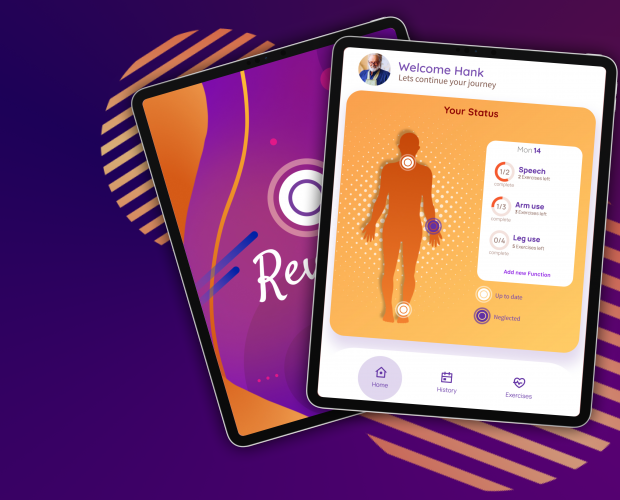 Welcome Hank
Lets continue your journey
Your Status
Mon 14
1/2
Speech
2 Exercises left
complete
1/3
Arm use
3 Exercises left
complete
0/4
Leg use
5 Exercises left
complete
Add new Function
Up to date
Neglected
Home
History
Exercises